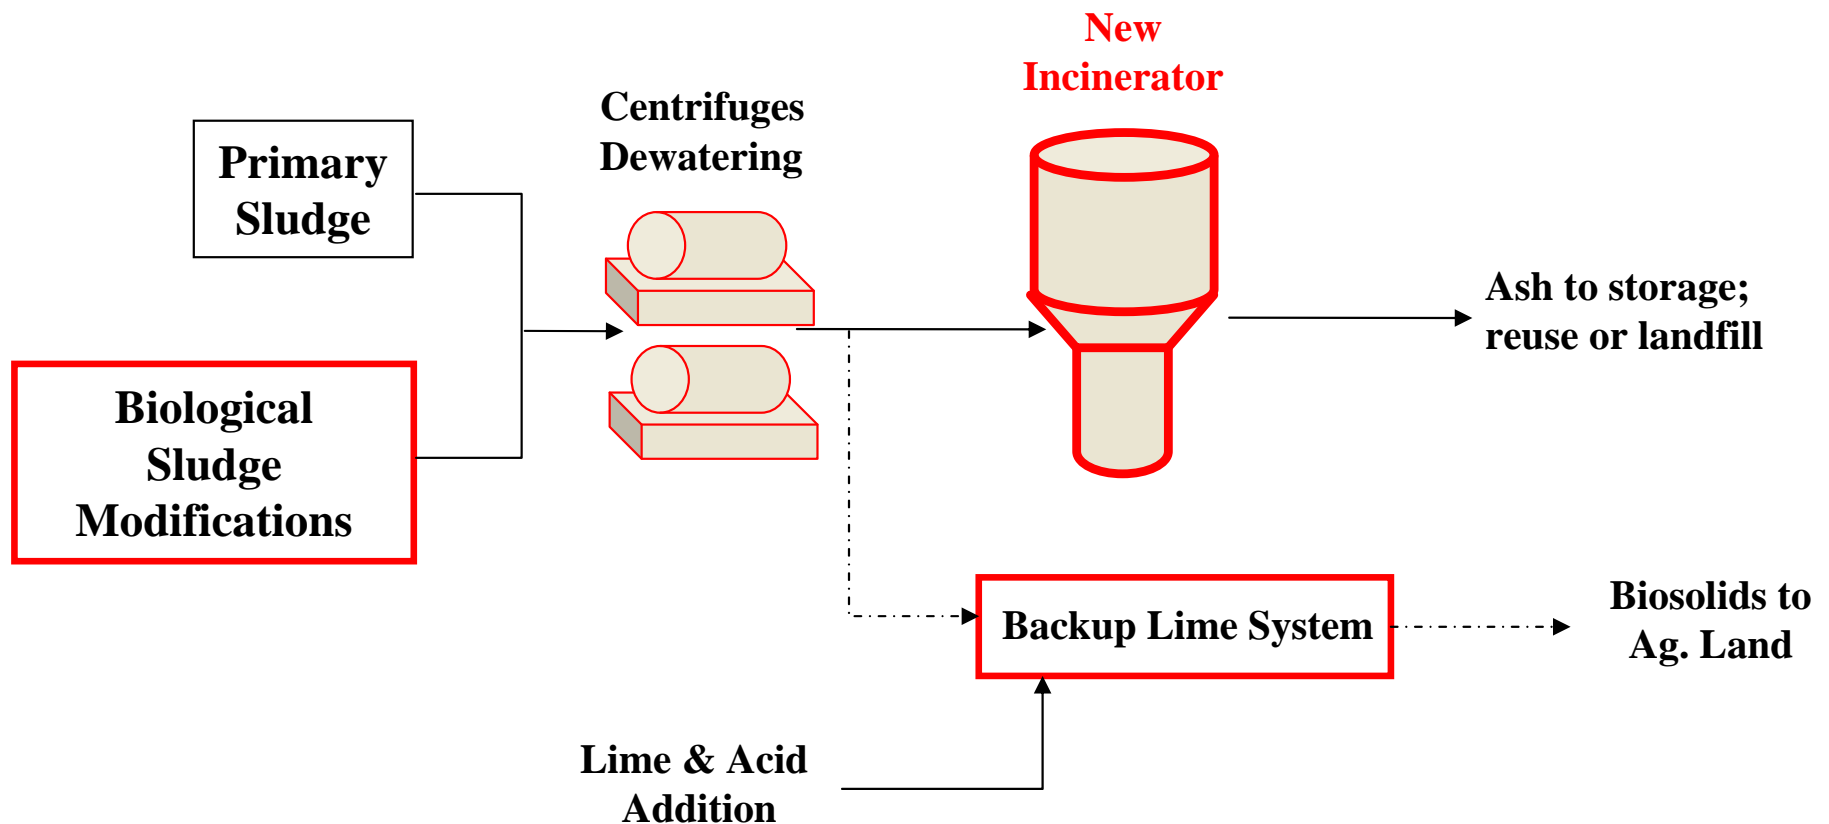 New
Incinerator
Centrifuges
Dewatering
Primary
Sludge
Ash to storage;
reuse or landfill
Biological
Sludge
Modifications
Backup Lime System
Biosolids to
Ag. Land
Lime & Acid
Addition